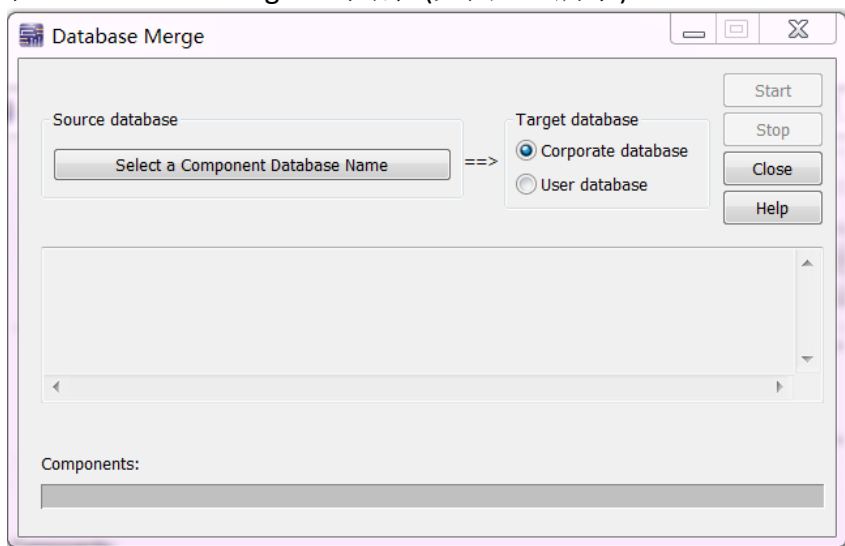 Database Merge
Start
Source database
Target database
Stop
Select a Component Database Name
==>
Corporate database
Close
User database
Help
Components: